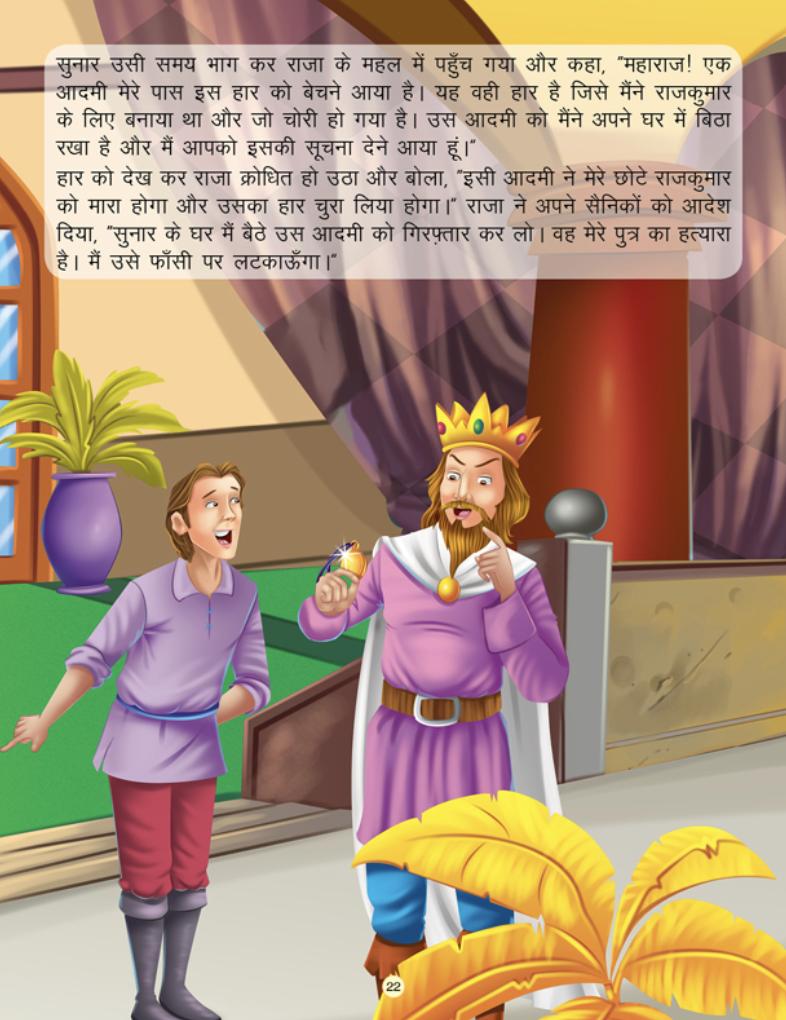 सुनार उसी समय भाग कर राजा के महल में पहुँच गया और कहा, "महाराज! एक
आदमी मेरे पास इस हार को बेचने आया है। यह वही हार है जिसे मैंने राजकुमार
के लिए बनाया था और जो चोरी हो गया है। उस आदमी को मैंने अपने घर में बिठा
रखा है और मैं आपको इसकी सूचना देने आया हूं।"
हार को देख कर राजा क्रोधित हो उठा और बोला, "इसी आदमी ने मेरे छोटे राजकुमार
को मारा होगा और उसका हार चुरा लिया होगा।" राजा ने अपने सैनिकों को आदेश
दिया, "सुनार के घर मैं बैठे उस आदमी को गिरफ़्तार कर लो। वह मेरे पुत्र का हत्यारा
है। मैं उसे फाँसी पर लटकाऊँगा।"
22